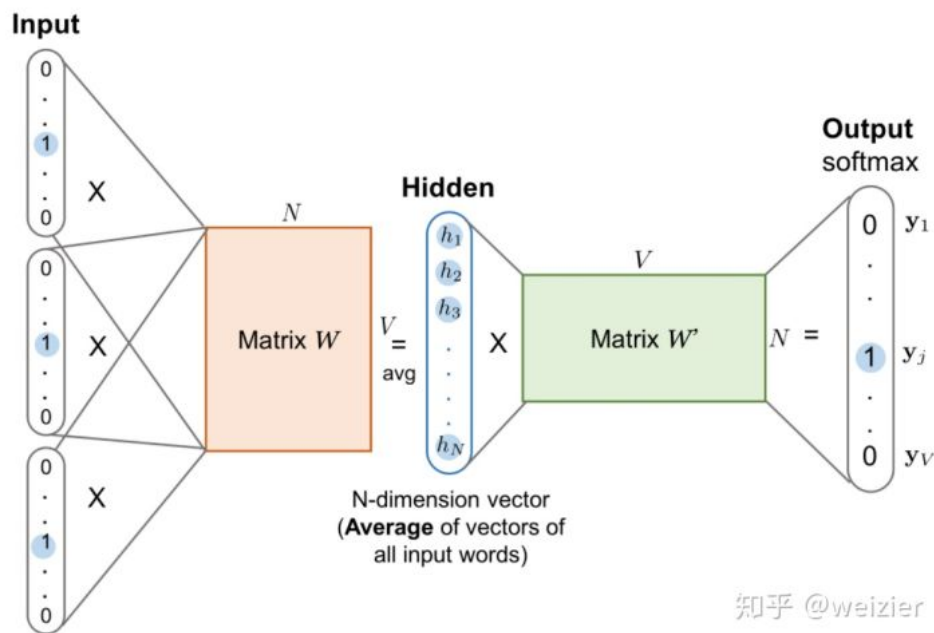 Input
0
.
.
1
.
.
0
X
0
.
.
1
.
.
0
X
0
.
.
1
.
.
0
X
N
Matrix W
V
=
avg
Hidden
h1
h2
h3
.
.
.
hN
N-dimension vector
(Average of vectors of
all input words)
X
V
Matrix W'
N =
Output
softmax
0 y1
.
.
1 yj
.
.
0 yV
知乎 @weizier